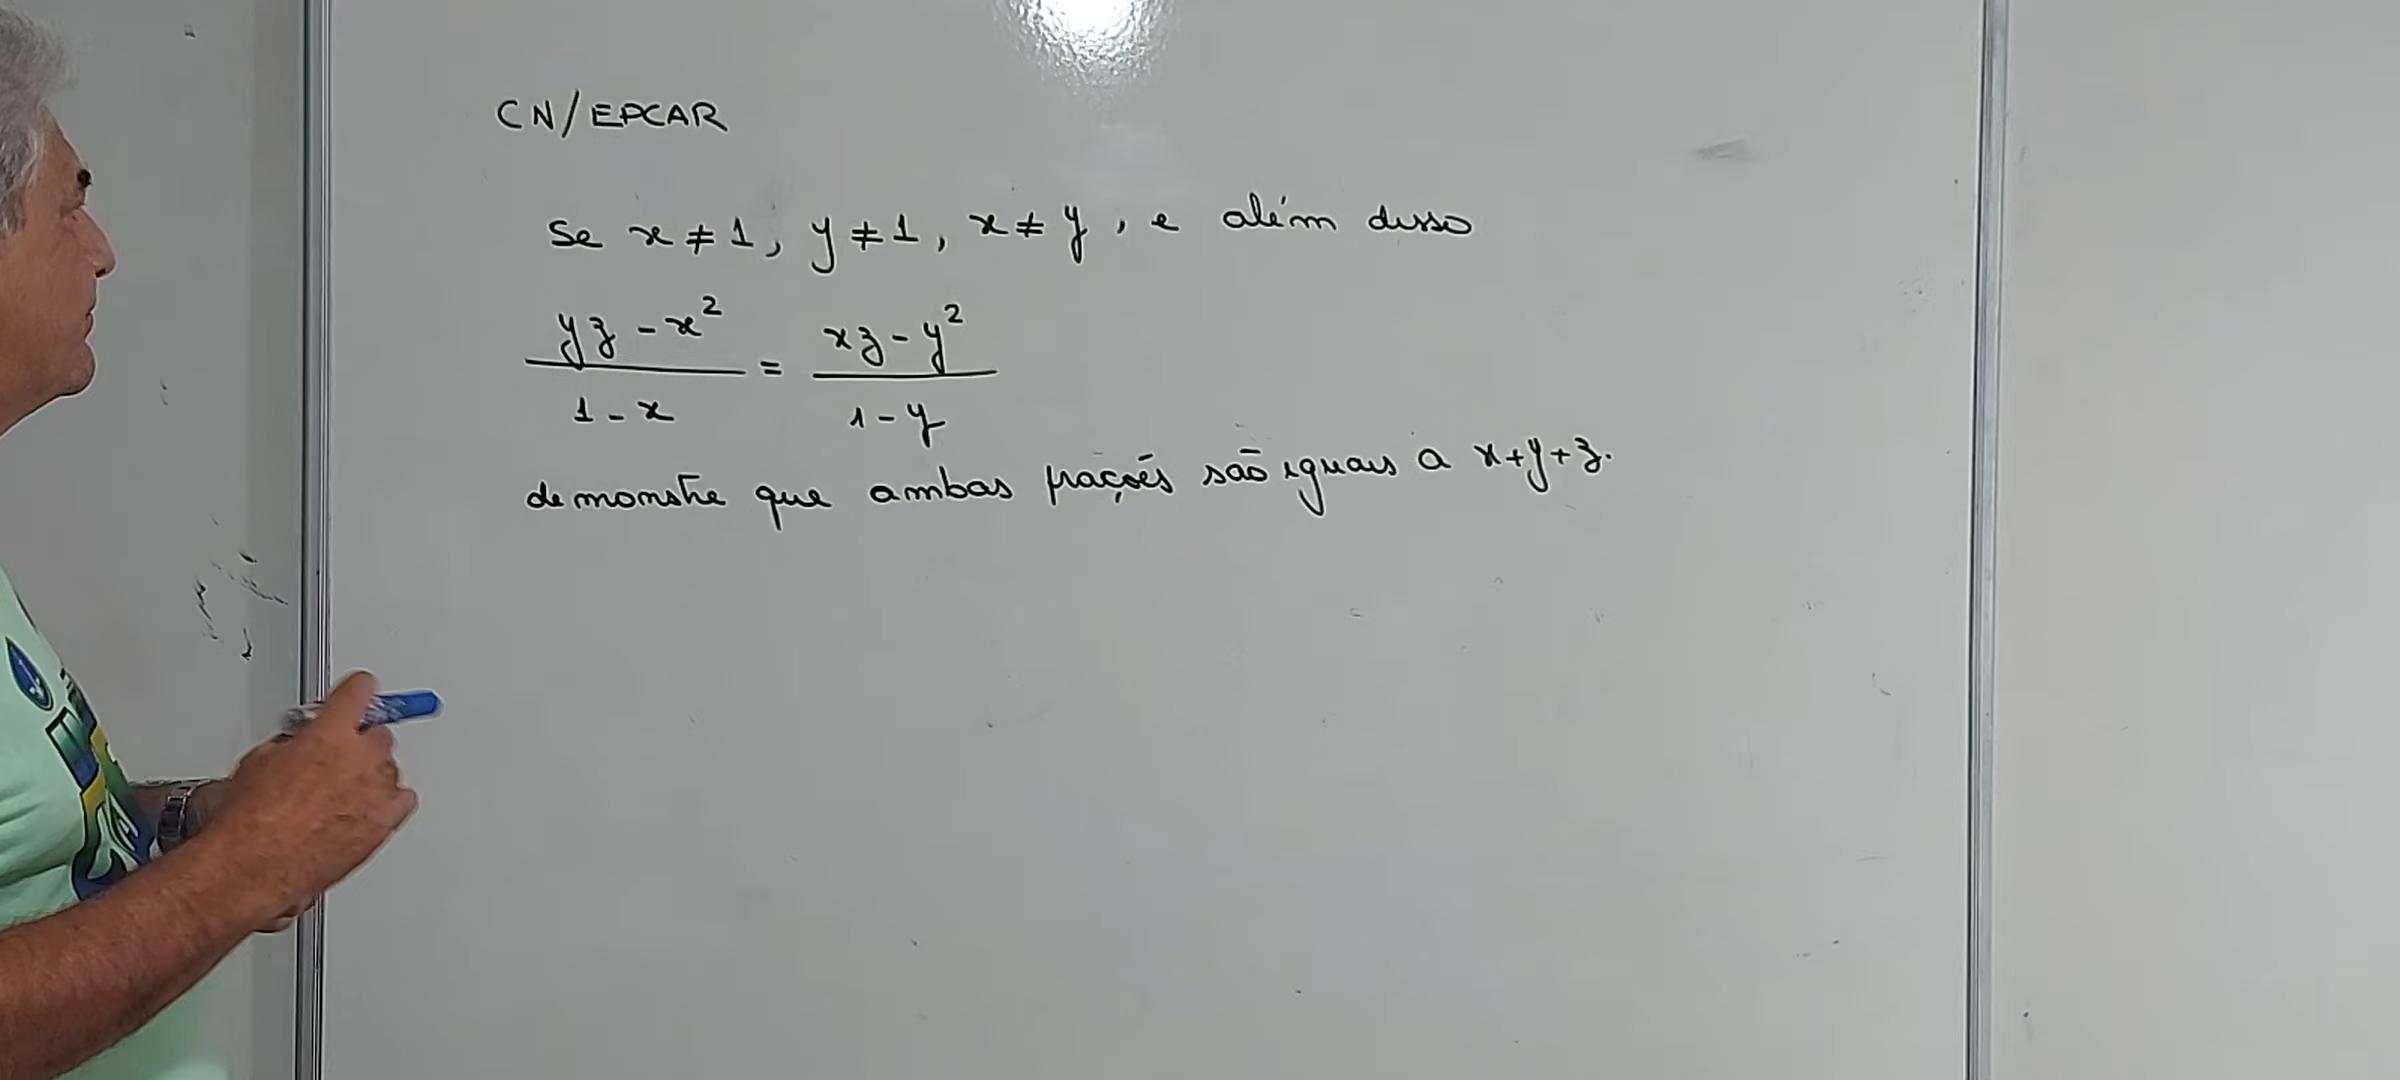 CN/EPCAR
Se x ≠ 1, y ≠ 1, x ≠ y, e além disso
yz - x² / 1 - x = xz - y² / 1 - y
demonstre que ambas frações são iguais a x+y+z.